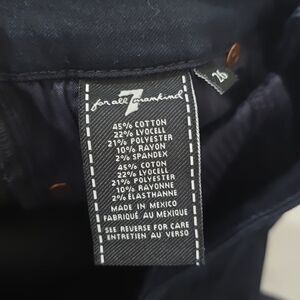 for all 7 mankind
26
45% COTTON
22% LYOCELL
21% POLYESTER
10% RAYON
2% SPANDEX
45% COTON
22% LYOCELL
21% POLYESTER
10% RAYONNE
2% ÉLASTHANNE
MADE IN MEXICO
FABRIQUÉ AU MEXIQUE
SEE REVERSE FOR CARE
ENTRETIEN AU VERSO